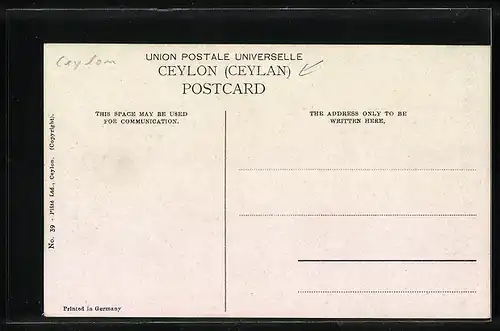 Ceylon
UNION POSTALE UNIVERSELLE
CEYLON (CEYLAN)
POSTCARD
THIS SPACE MAY BE USED
FOR COMMUNICATION.
THE ADDRESS ONLY TO BE
WRITTEN HERE.
No. 39 - Plâté Ltd., Ceylon. (Copyright).
Printed in Germany